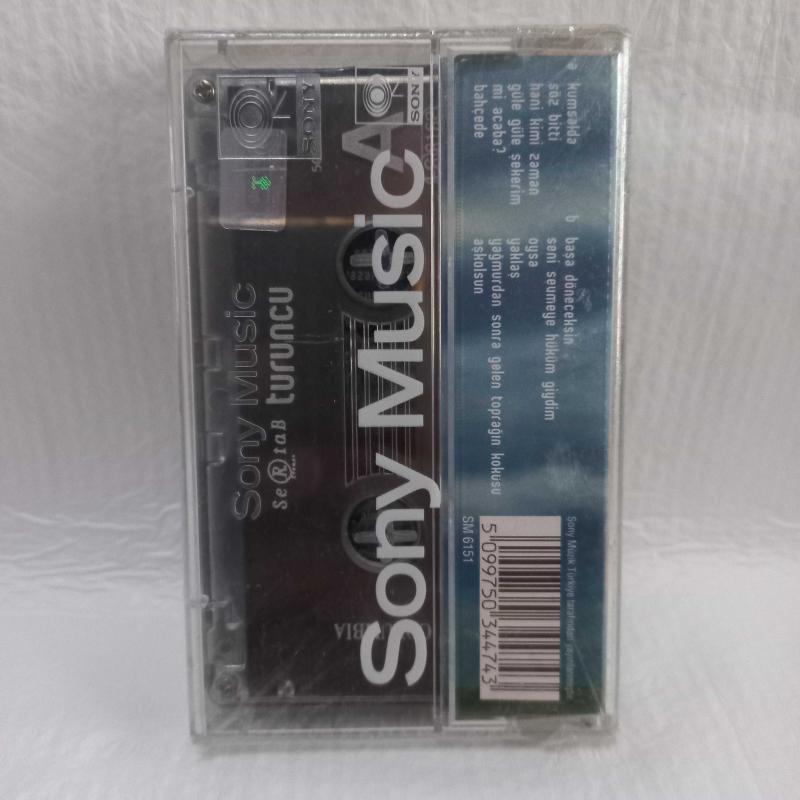 SONY
SONY
A
Sony Music
SeRtaB
turuncu
Sony Music
a
kumsalda
söz bitti
hani kimi zaman
güle güle şekerim
mi acaba?
bahçede
b
başa döneceksin
seni sevmeye hüküm giydim
oysa
yaklaş
yağmurdan sonra gelen toprağın kokusu
aşkolsun
Sony Müzik Türkiye tarafından
5 099750 344743
SM 6151